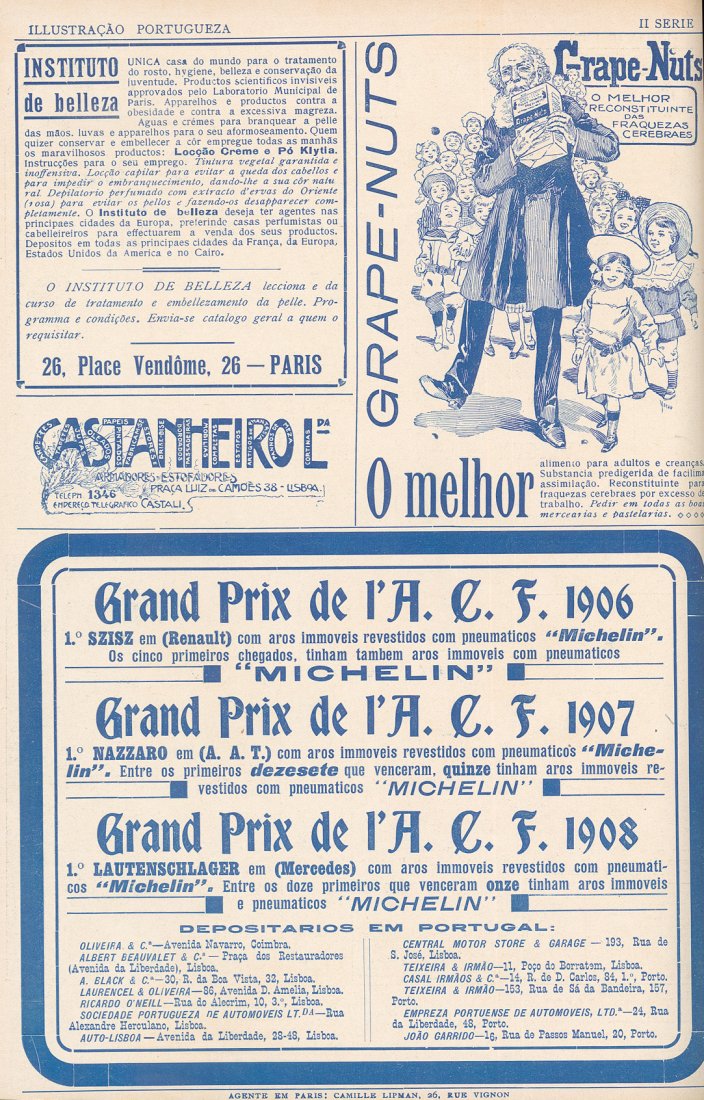 ILLUSTRAÇÃO PORTUGUEZA
II SERIE
INSTITUTO
de belleza
UNICA casa do mundo para o tratamento
do rosto, hygiene, belleza e conservação da
juventude. Productos scientificos invisiveis
approvados pelo Laboratorio Municipal de
Paris. Apparelhos e productos contra a
obesidade e contra a excessiva magreza.
Aguas e crémes para branquear a pelle
das mãos, luvas e apparelhos para o seu aformoseamento. Quem
quizer conservar e embellecer a côr empregue todas as manhãs
os maravilhosos productos: Locção Creme e Pó Klytia.
Instrucções para o seu emprego. Tintura vegetal garantida e
inoffensiva. Locção capilar para evitar a queda dos cabellos e
para impedir o embranquecimento, dando-lhe a sua côr natu
ral. Depilatorio perfumado com extracto d'ervas do Oriente
(rosa) para evitar os pellos e fazendo-os desapparecer com-
pletamente. O Instituto de belleza deseja ter agentes nas
principaes cidades da Europa, preferindo casas perfumistas ou
cabelleireiros para effectuarem a venda dos seus productos.
Depositos em todas as principaes cidades da França, da Europa,
Estados Unidos da America e no Cairo.
O INSTITUTO DE BELLEZA lecciona e da
curso de tratamento e embellezamento da pelle. Pro-
gramma e condições. Envia-se catalogo geral a quem o
requisitar.
26, Place Vendôme, 26 — PARIS
CASTANHEIRO L.DA
CARPETTES
OLEADOS
PAPEIS PINTADOS
STORES
BRISE-BISE
PASSADEIRAS
MOBILIAS COMPLETAS
ESTOFOS
CORTINAS
ARMADORES-ESTOFADORES
PRAÇA LUIZ DE CAMÕES 38 - LISBOA.
TELEPH 1346
ENDEREÇO TELEGRAFICO CASTALI.
GRAPE-NUTS
Grape-Nuts
O MELHOR
RECONSTITUINTE
DAS
FRAQUEZAS
CEREBRAES
Grape-Nuts
O melhor
alimento para adultos e creanças.
Substancia predigerida de facilima
assimilação. Reconstituinte para
fraquezas cerebraes por excesso de
trabalho. Pedir em todas as boas
mercearias e pastelarias.
Grand Prix de l'A. C. F. 1906
1.º SZISZ em (Renault) com aros immoveis revestidos com pneumaticos "Michelin".
Os cinco primeiros chegados, tinham tambem aros immoveis com pneumaticos
"MICHELIN"
Grand Prix de l'A. C. F. 1907
1.º NAZZARO em (A. A. T.) com aros immoveis revestidos com pneumaticos "Miche-
lin". Entre os primeiros dezesete que venceram, quinze tinham aros immoveis re-
vestidos com pneumaticos "MICHELIN"
Grand Prix de l'A. C. F. 1908
1.º LAUTENSCHLAGER em (Mercedes) com aros immoveis revestidos com pneumati-
cos "Michelin". Entre os doze primeiros que venceram onze tinham aros immoveis
e pneumaticos "MICHELIN"
DEPOSITARIOS EM PORTUGAL:
OLIVEIRA & C.ª—Avenida Navarro, Coimbra.
ALBERT BEAUVALET & C.ª — Praça dos Restauradores
(Avenida da Liberdade), Lisboa.
A. BLACK & C.ª—30, R. da Boa Vista, 32, Lisboa.
LAURENCEL & OLIVEIRA—86, Avenida D. Amelia, Lisboa.
RICARDO O'NEILL—Rua do Alecrim, 10, 3.º, Lisboa.
SOCIEDADE PORTUGUEZA DE AUTOMOVEIS LT.DA—Rua
Alexandre Herculano, Lisboa.
AUTO-LISBOA — Avenida da Liberdade, 28-48, Lisboa.
CENTRAL MOTOR STORE & GARAGE — 193, Rua de
S. José, Lisboa.
TEIXEIRA & IRMÃO—11, Poço do Borratem, Lisboa.
CASAL IRMÃOS & C.ª—14, R. de D. Carlos, 84, 1.º, Porto.
TEIXEIRA & IRMÃO—153, Rua de Sá da Bandeira, 157,
Porto.
EMPREZA PORTUENSE DE AUTOMOVEIS, LTD.ª—24, Rua
da Liberdade, 48, Porto.
JOÃO GARRIDO—16, Rua de Passos Manuel, 20, Porto.
AGENTE EM PARIS: CAMILLE LIPMAN, 26, RUE VIGNON